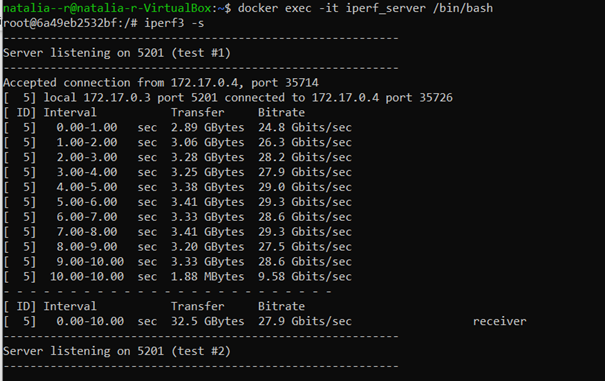 natalia--r@natalia-r-VirtualBox:~$ docker exec -it iperf_server /bin/bash
root@6a49eb2532bf:/# iperf3 -s
-----------------------------------------------------------
Server listening on 5201 (test #1)
-----------------------------------------------------------
Accepted connection from 172.17.0.4, port 35714
[  5] local 172.17.0.3 port 5201 connected to 172.17.0.4 port 35726
[ ID] Interval           Transfer     Bitrate
[  5]   0.00-1.00   sec  2.89 GBytes  24.8 Gbits/sec
[  5]   1.00-2.00   sec  3.06 GBytes  26.3 Gbits/sec
[  5]   2.00-3.00   sec  3.28 GBytes  28.2 Gbits/sec
[  5]   3.00-4.00   sec  3.25 GBytes  27.9 Gbits/sec
[  5]   4.00-5.00   sec  3.38 GBytes  29.0 Gbits/sec
[  5]   5.00-6.00   sec  3.41 GBytes  29.3 Gbits/sec
[  5]   6.00-7.00   sec  3.33 GBytes  28.6 Gbits/sec
[  5]   7.00-8.00   sec  3.41 GBytes  29.3 Gbits/sec
[  5]   8.00-9.00   sec  3.20 GBytes  27.5 Gbits/sec
[  5]   9.00-10.00  sec  3.33 GBytes  28.6 Gbits/sec
[  5]  10.00-10.00  sec  1.88 MBytes  9.58 Gbits/sec
- - - - - - - - - - - - - - - - - - - - - - - - -
[ ID] Interval           Transfer     Bitrate
[  5]   0.00-10.00  sec  32.5 GBytes  27.9 Gbits/sec                  receiver
-----------------------------------------------------------
Server listening on 5201 (test #2)
-----------------------------------------------------------